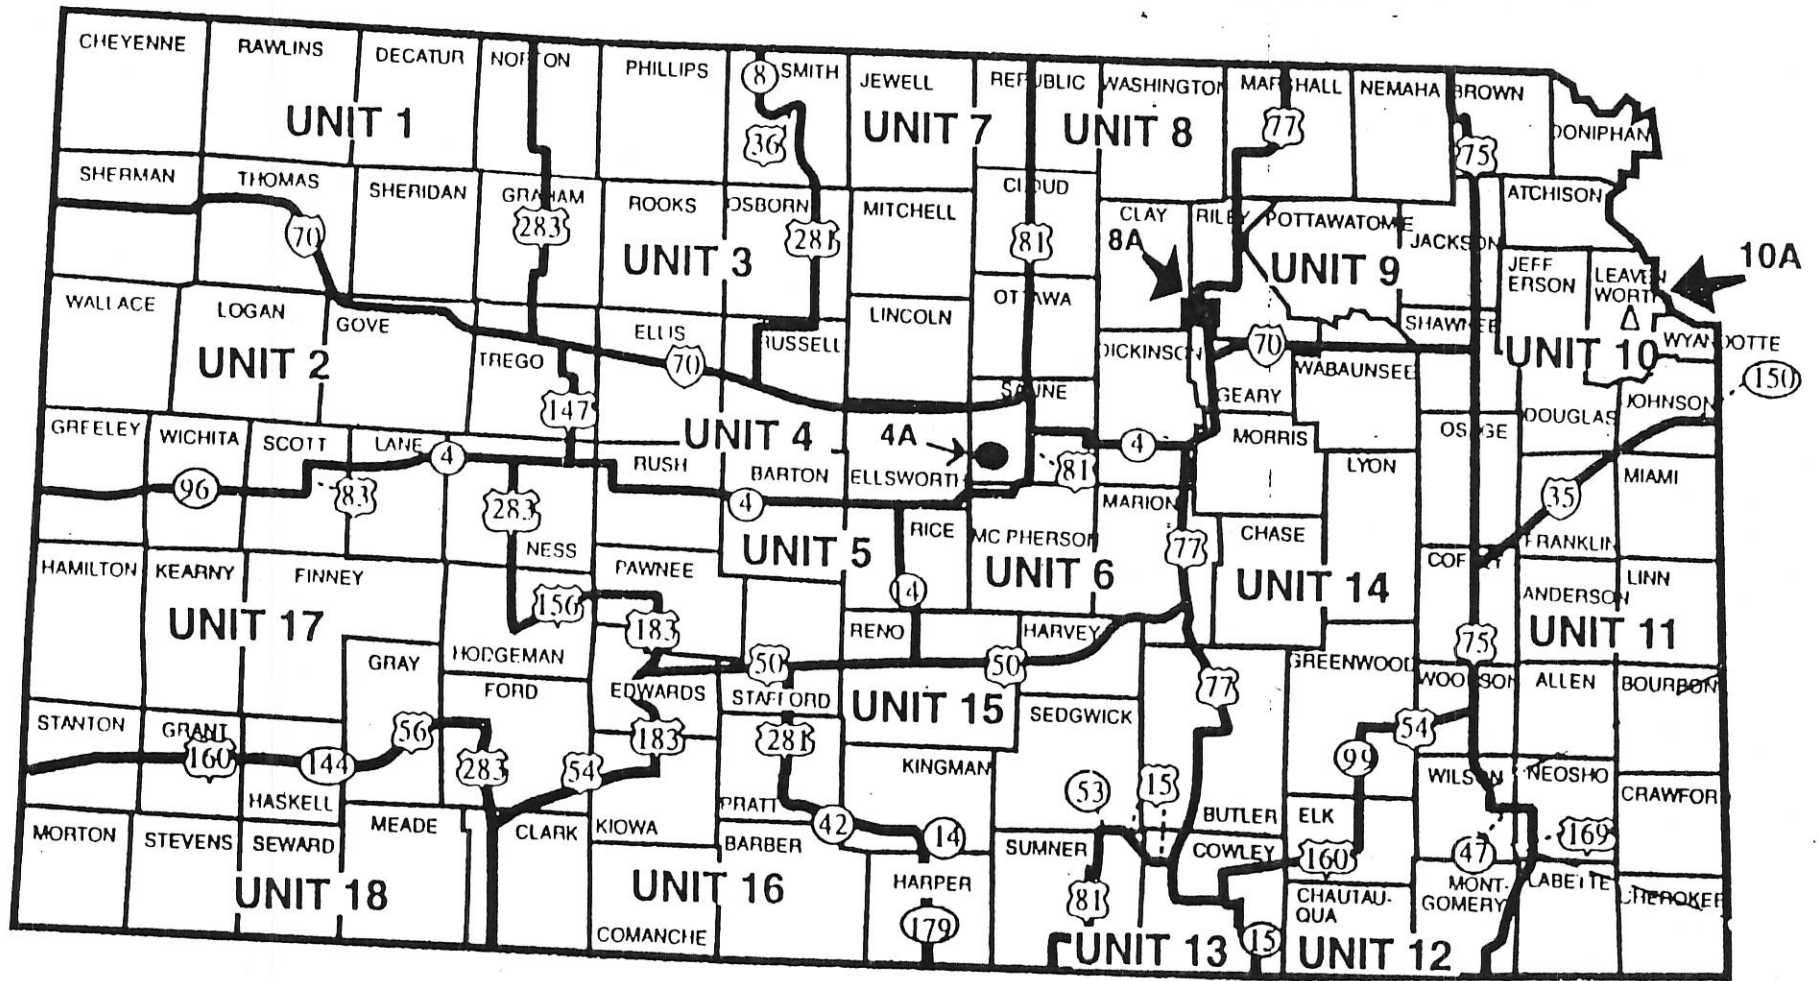 CHEYENNE
RAWLINS
DECATUR
NORTON
PHILLIPS
8
SMITH
JEWELL
REPUBLIC
WASHINGTON
MARSHALL
NEMAHA
BROWN
DONIPHAN
UNIT 1
36
UNIT 7
UNIT 8
77
75
SHERMAN
THOMAS
SHERIDAN
GRAHAM
ROOKS
OSBORN
MITCHELL
CLOUD
CLAY
RILEY
POTTAWATOMIE
JACKSON
ATCHISON
70
283
UNIT 3
281
81
8A
UNIT 9
JEFF
ERSON
LEAVEN
WORTH
10A
WALLACE
LOGAN
GOVE
TREGO
ELLIS
RUSSELL
LINCOLN
OTTAWA
DICKINSON
70
SHAWNEE
WYANDOTTE
UNIT 2
70
SALINE
GEARY
WABAUNSEE
UNIT 10
150
147
GREELEY
WICHITA
SCOTT
LANE
4
UNIT 4
4A
4
MORRIS
OSAGE
DOUGLAS
JOHNSON
RUSH
BARTON
ELLSWORTH
81
LYON
MIAMI
96
83
283
4
RICE
MC PHERSON
MARION
CHASE
35
FRANKLIN
HAMILTON
KEARNY
FINNEY
NESS
PAWNEE
UNIT 5
UNIT 6
77
UNIT 14
COFFEY
LINN
ANDERSON
UNIT 17
156
183
14
RENO
HARVEY
75
UNIT 11
GRAY
HODGEMAN
50
50
GREENWOOD
FORD
EDWARDS
STAFFORD
UNIT 15
SEDGWICK
77
WOODSON
ALLEN
BOURBON
STANTON
GRANT
160
144
56
283
54
183
281
KINGMAN
54
99
WILSON
NEOSHO
HASKELL
53
15
CRAWFOR
MORTON
STEVENS
SEWARD
MEADE
CLARK
KIOWA
PRATT
42
14
BUTLER
ELK
BARBER
SUMNER
COWLEY
160
47
169
UNIT 18
UNIT 16
HARPER
81
CHAUTAU-
QUA
MONT-
GOMERY
LABETTE
CHEROKEE
COMANCHE
179
UNIT 13
15
UNIT 12